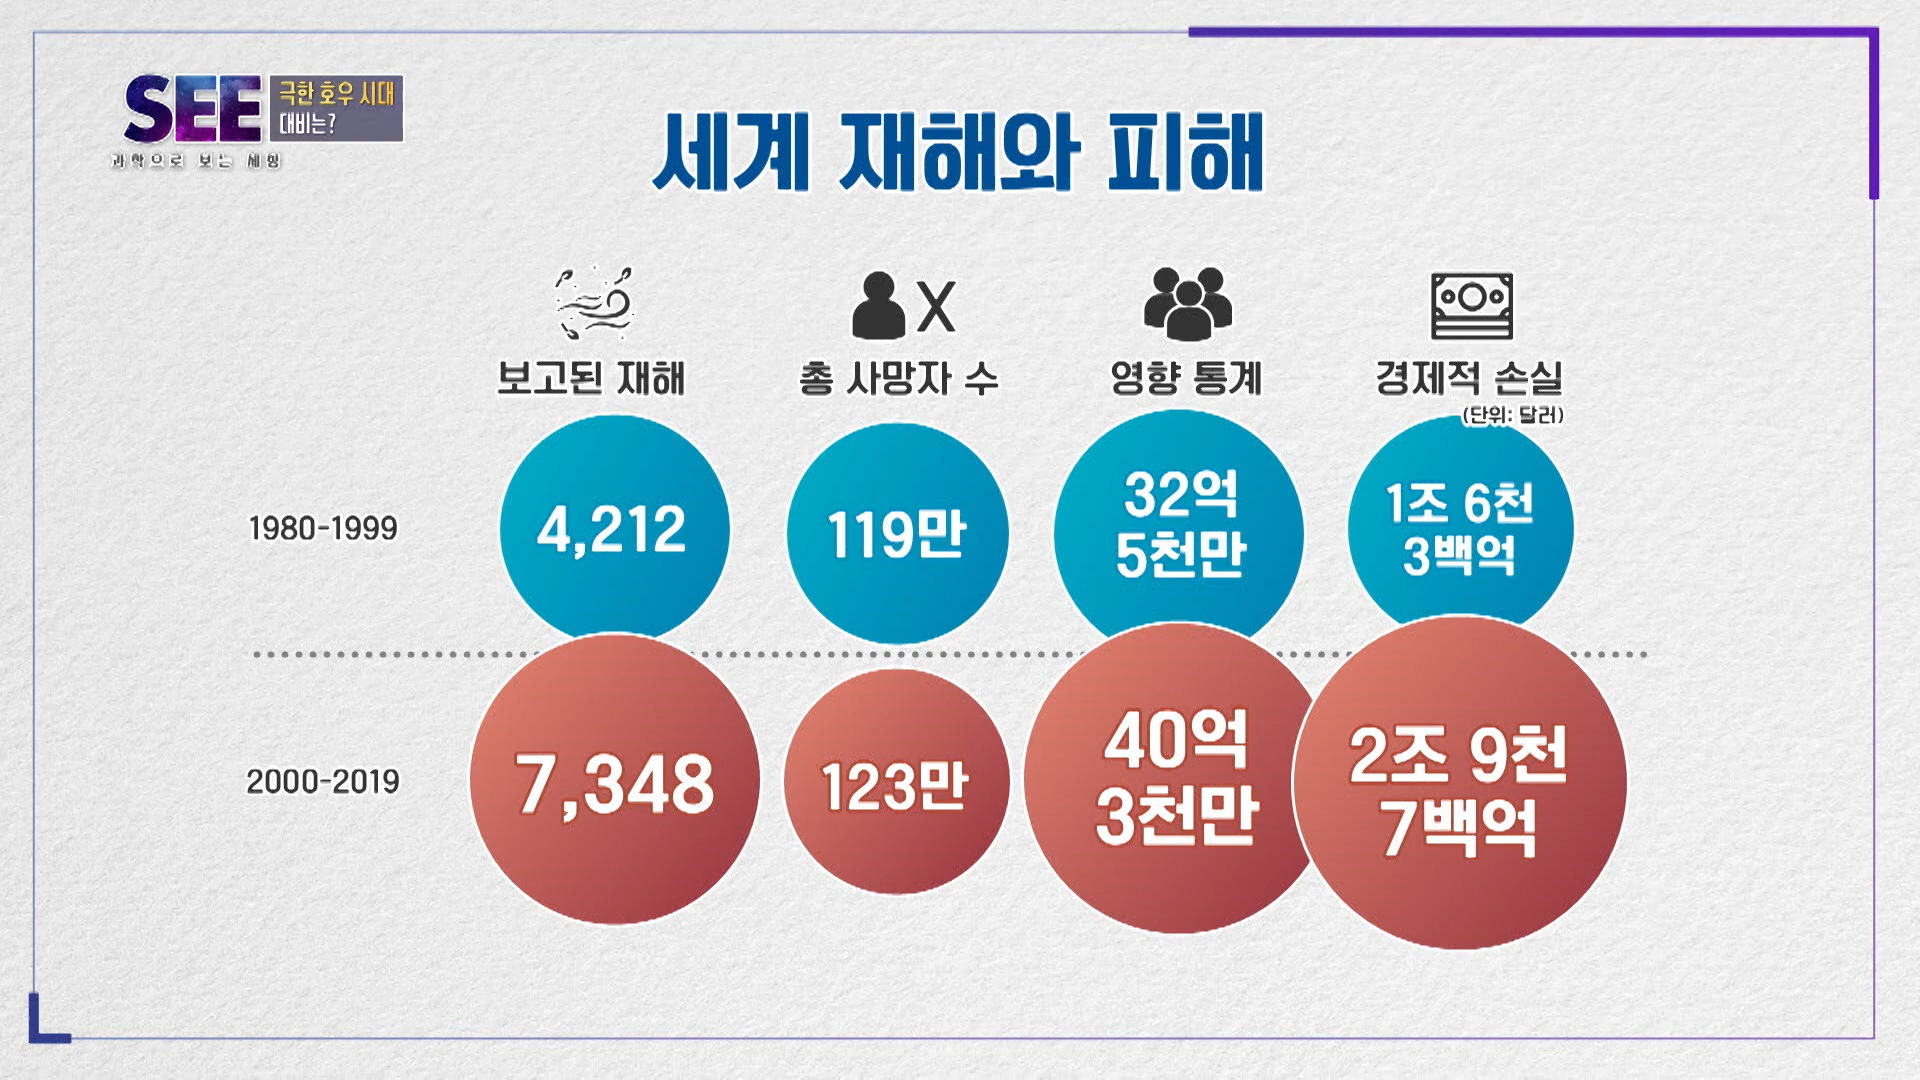 SEE
극한 호우 시대
대비는?
과학으로 보는 세항
세계 재해와 피해
X
보고된 재해 총 사망자 수 영향 통계 경제적 손실
(단위: 달러)
1980-1999 4,212 119만 32억 5천만 1조 6천 3백억
2000-2019 7,348 123만 40억 3천만 2조 9천 7백억